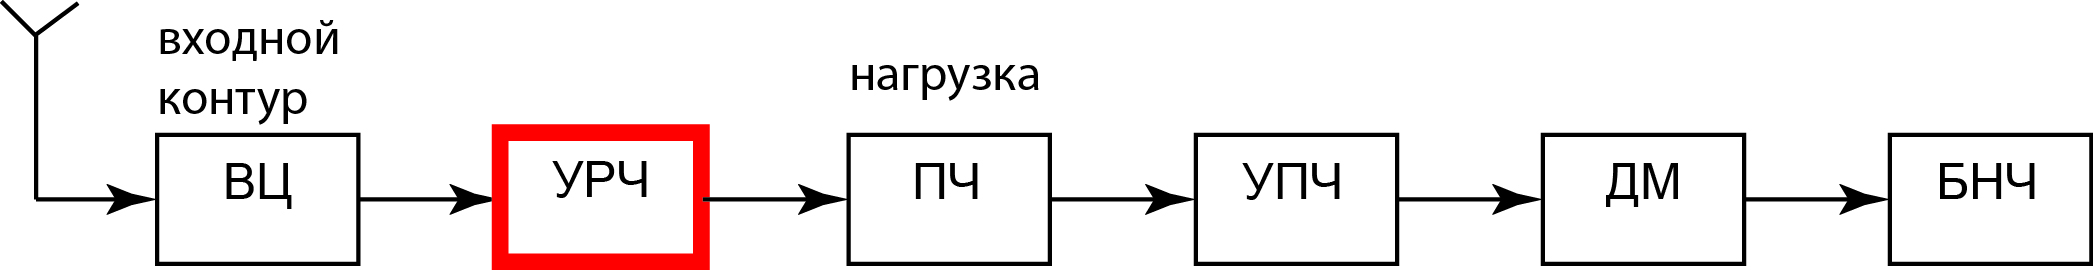 входной
контур
нагрузка
ВЦ
УРЧ
ПЧ
УПЧ
ДМ
БНЧ